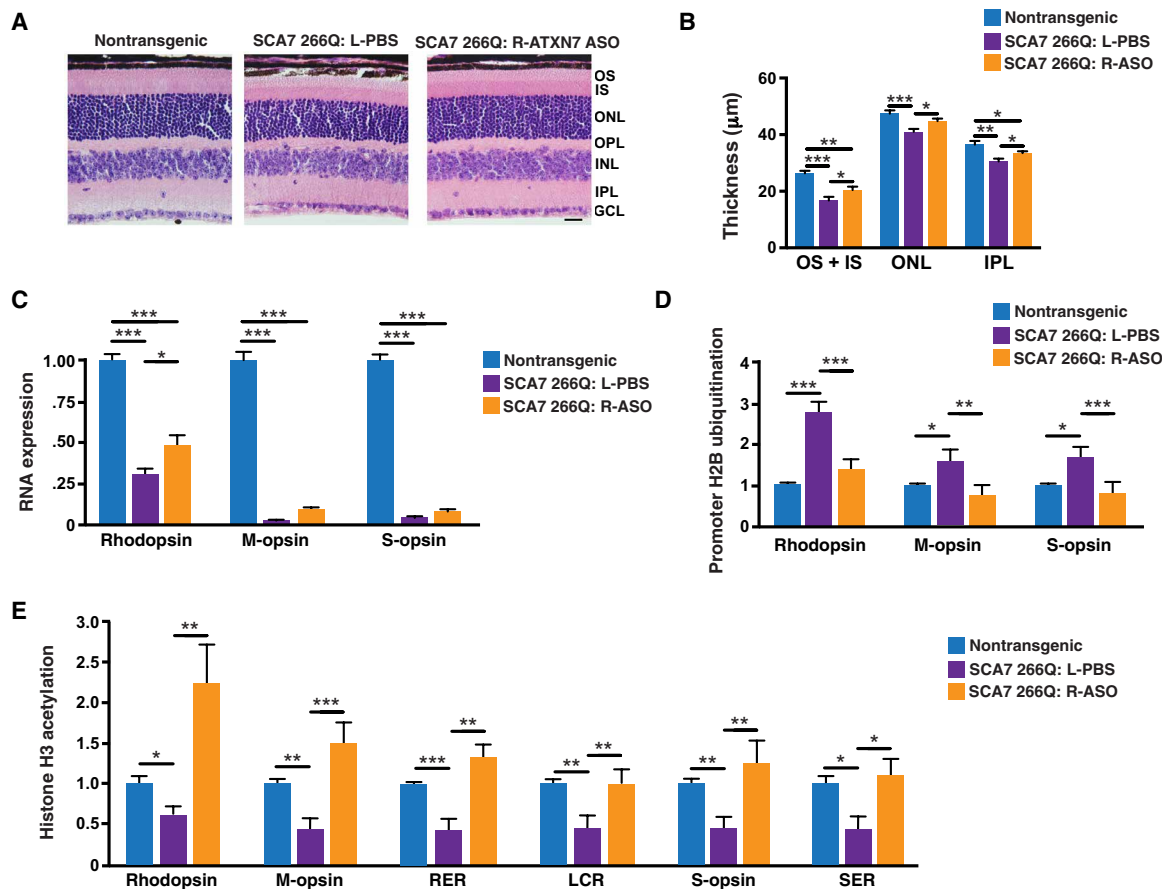 A
Nontransgenic
SCA7 266Q: L-PBS
SCA7 266Q: R-ATXN7 ASO
OS
IS
ONL
OPL
INL
IPL
GCL
B
Nontransgenic
SCA7 266Q: L-PBS
SCA7 266Q: R-ASO
Thickness (μm)
60
40
20
0
***
**
*
***
*
**
*
*
OS + IS
ONL
IPL
C
RNA expression
1.00
.75
.50
.25
0
***
***
*
***
***
***
***
Rhodopsin
M-opsin
S-opsin
Nontransgenic
SCA7 266Q: L-PBS
SCA7 266Q: R-ASO
D
Nontransgenic
SCA7 266Q: L-PBS
SCA7 266Q: R-ASO
Promoter H2B ubiquitination
4
3
2
1
0
***
***
*
**
*
***
Rhodopsin
M-opsin
S-opsin
E
Histone H3 acetylation
3.0
2.5
2.0
1.5
1.0
0.5
0
*
**
**
***
***
**
**
**
**
**
*
*
Rhodopsin
M-opsin
RER
LCR
S-opsin
SER
Nontransgenic
SCA7 266Q: L-PBS
SCA7 266Q: R-ASO